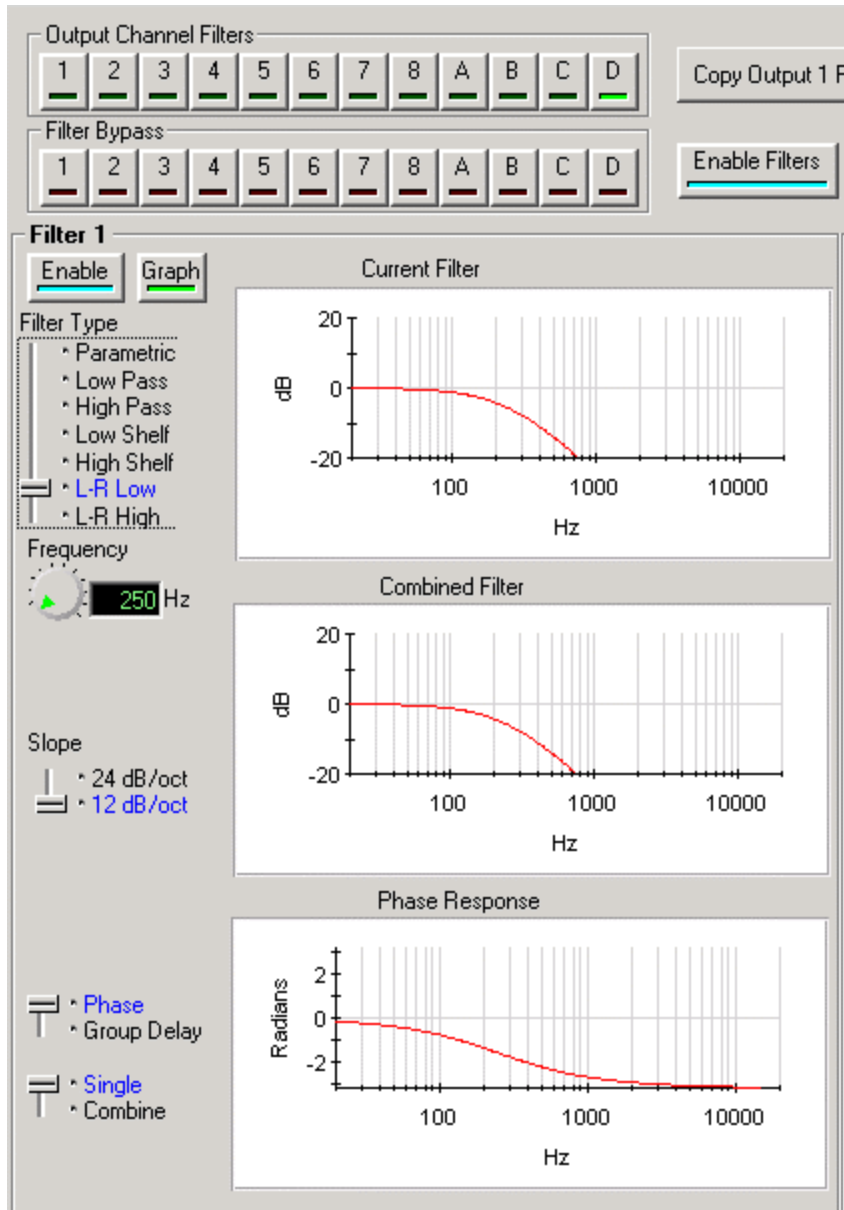 Output Channel Filters
1 2 3 4 5 6 7 8 A B C D
Copy Output 1
Filter Bypass
1 2 3 4 5 6 7 8 A B C D
Enable Filters
Filter 1
Enable Graph
Filter Type
Parametric
Low Pass
High Pass
Low Shelf
High Shelf
L-R Low
L-R High
Frequency
250 Hz
Slope
24 dB/oct
12 dB/oct
Phase
Group Delay
Single
Combine
Current Filter
20
0
-20
dB
100 1000 10000
Hz
Combined Filter
20
0
-20
dB
100 1000 10000
Hz
Phase Response
2
0
-2
Radians
100 1000 10000
Hz